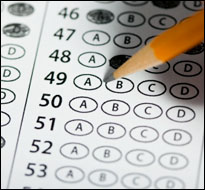 46 C D
47 A B D
48 A B D
49 A B C D
50 A B C D
51 A B C D
52 A B C D
53 A B C